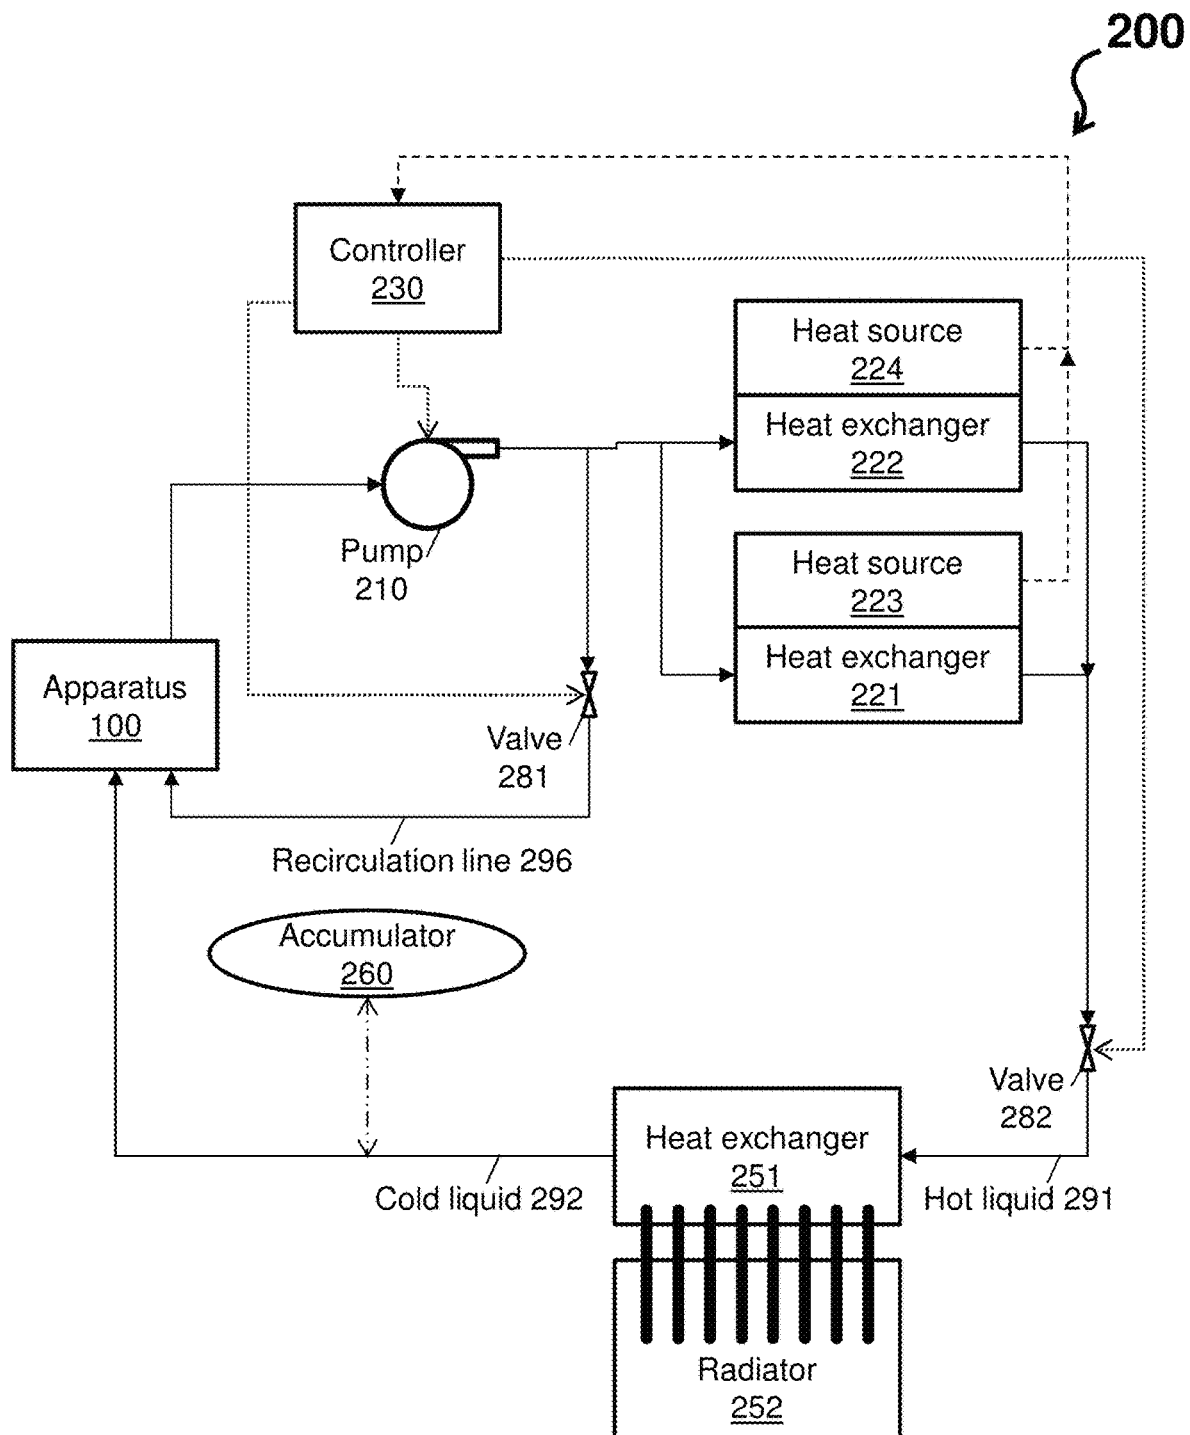 200
Controller
230
Heat source
224
Heat exchanger
222
Pump
210
Heat source
223
Heat exchanger
221
Apparatus
100
Valve
281
Recirculation line 296
Accumulator
260
Valve
282
Heat exchanger
251
Cold liquid 292
Hot liquid 291
Radiator
252